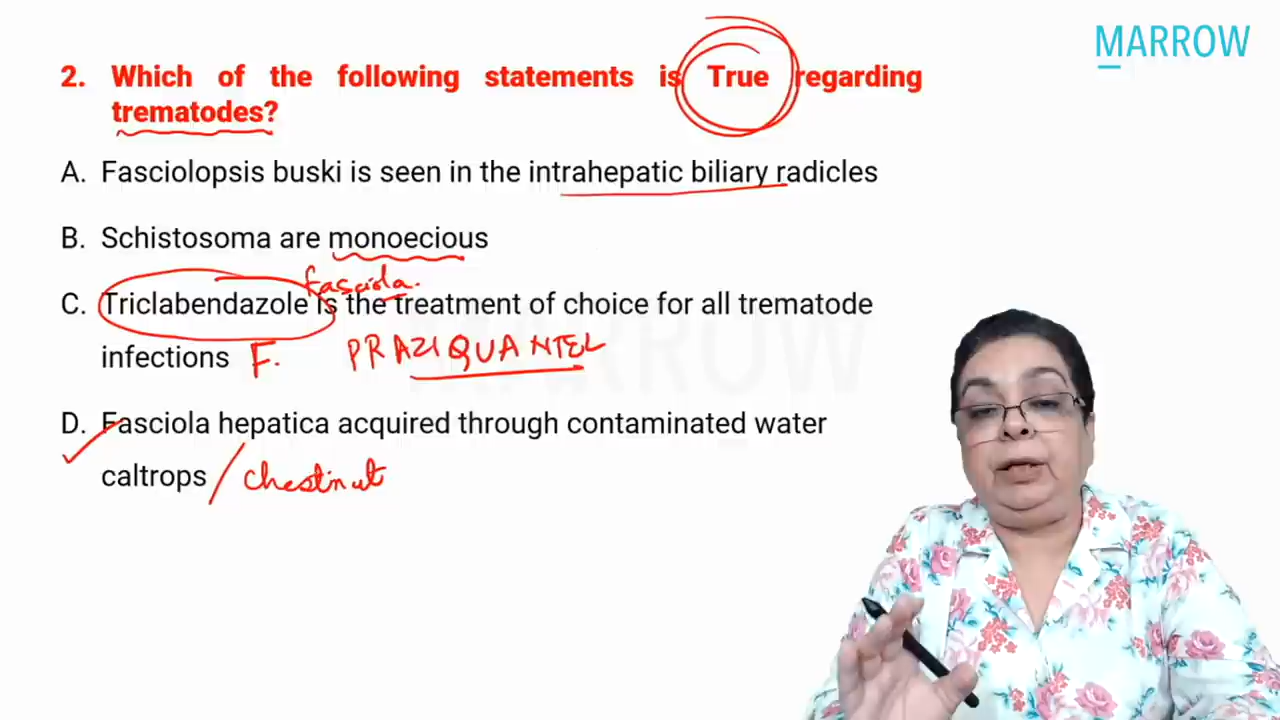 MARROW
2. Which of the following statements is True regarding
trematodes?
A. Fasciolopsis buski is seen in the intrahepatic biliary radicles
B. Schistosoma are monoecious
fasciola.
C. Triclabendazole is the treatment of choice for all trematode
infections F. PRAZIQUANTEL
D. Fasciola hepatica acquired through contaminated water
caltrops / chestnut
MARROW